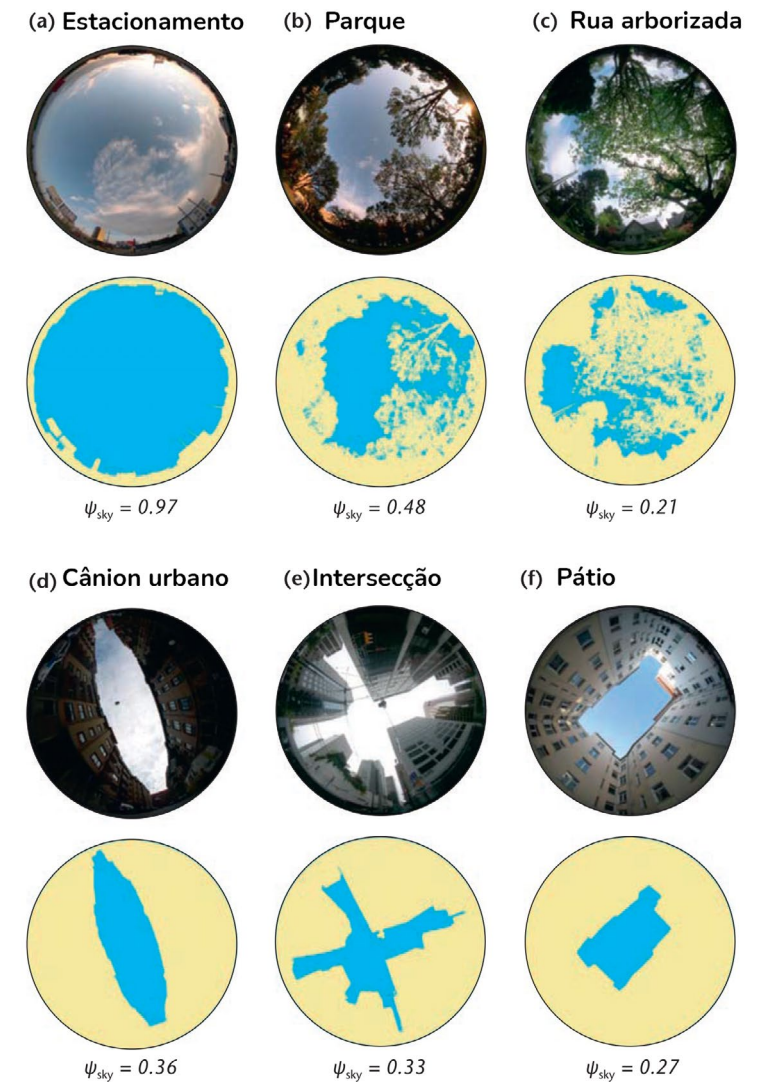 (a) Estacionamento (b) Parque (c) Rua arborizada
ψsky = 0.97 ψsky = 0.48 ψsky = 0.21
(d) Cânion urbano (e) Intersecção (f) Pátio
ψsky = 0.36 ψsky = 0.33 ψsky = 0.27